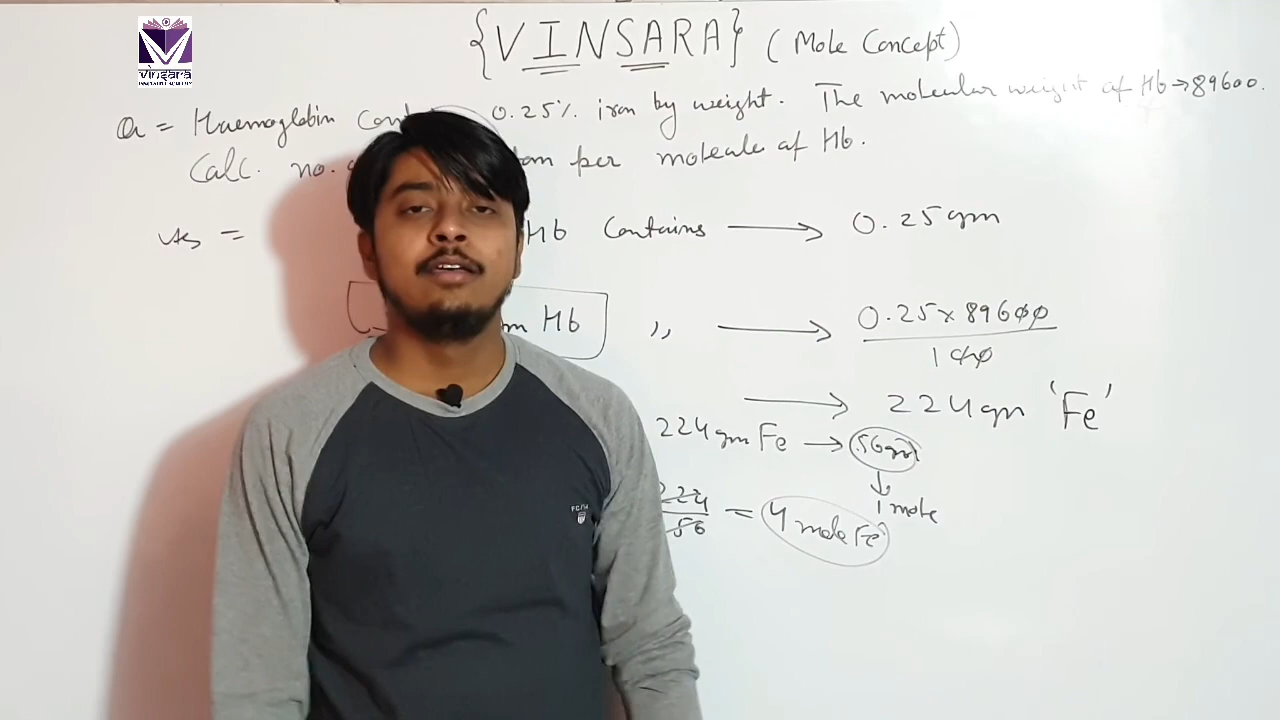 vinsara
{VINSARA} (Mole Concept)
Q = Haemoglobin 0.25% iron by weight. The molecular weight of Hb → 89600.
Calc. no. per molecule of Hb.
Ans = Hb Contains → 0.25 gm
Hb ,, → 0.25 x 89600
100
→ 224 gm 'Fe'
224 gm Fe → 56 gm
↓
1 mole
224
56 = 4 mole Fe